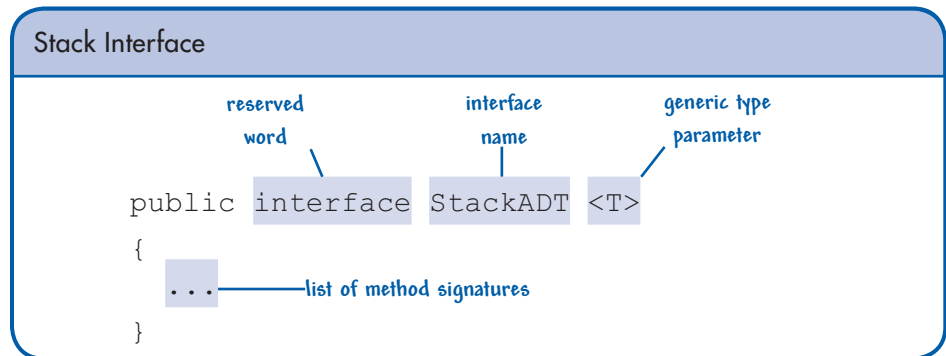 Stack Interface
reserved word
interface name
generic type parameter
public interface StackADT <T>
{
... list of method signatures
}